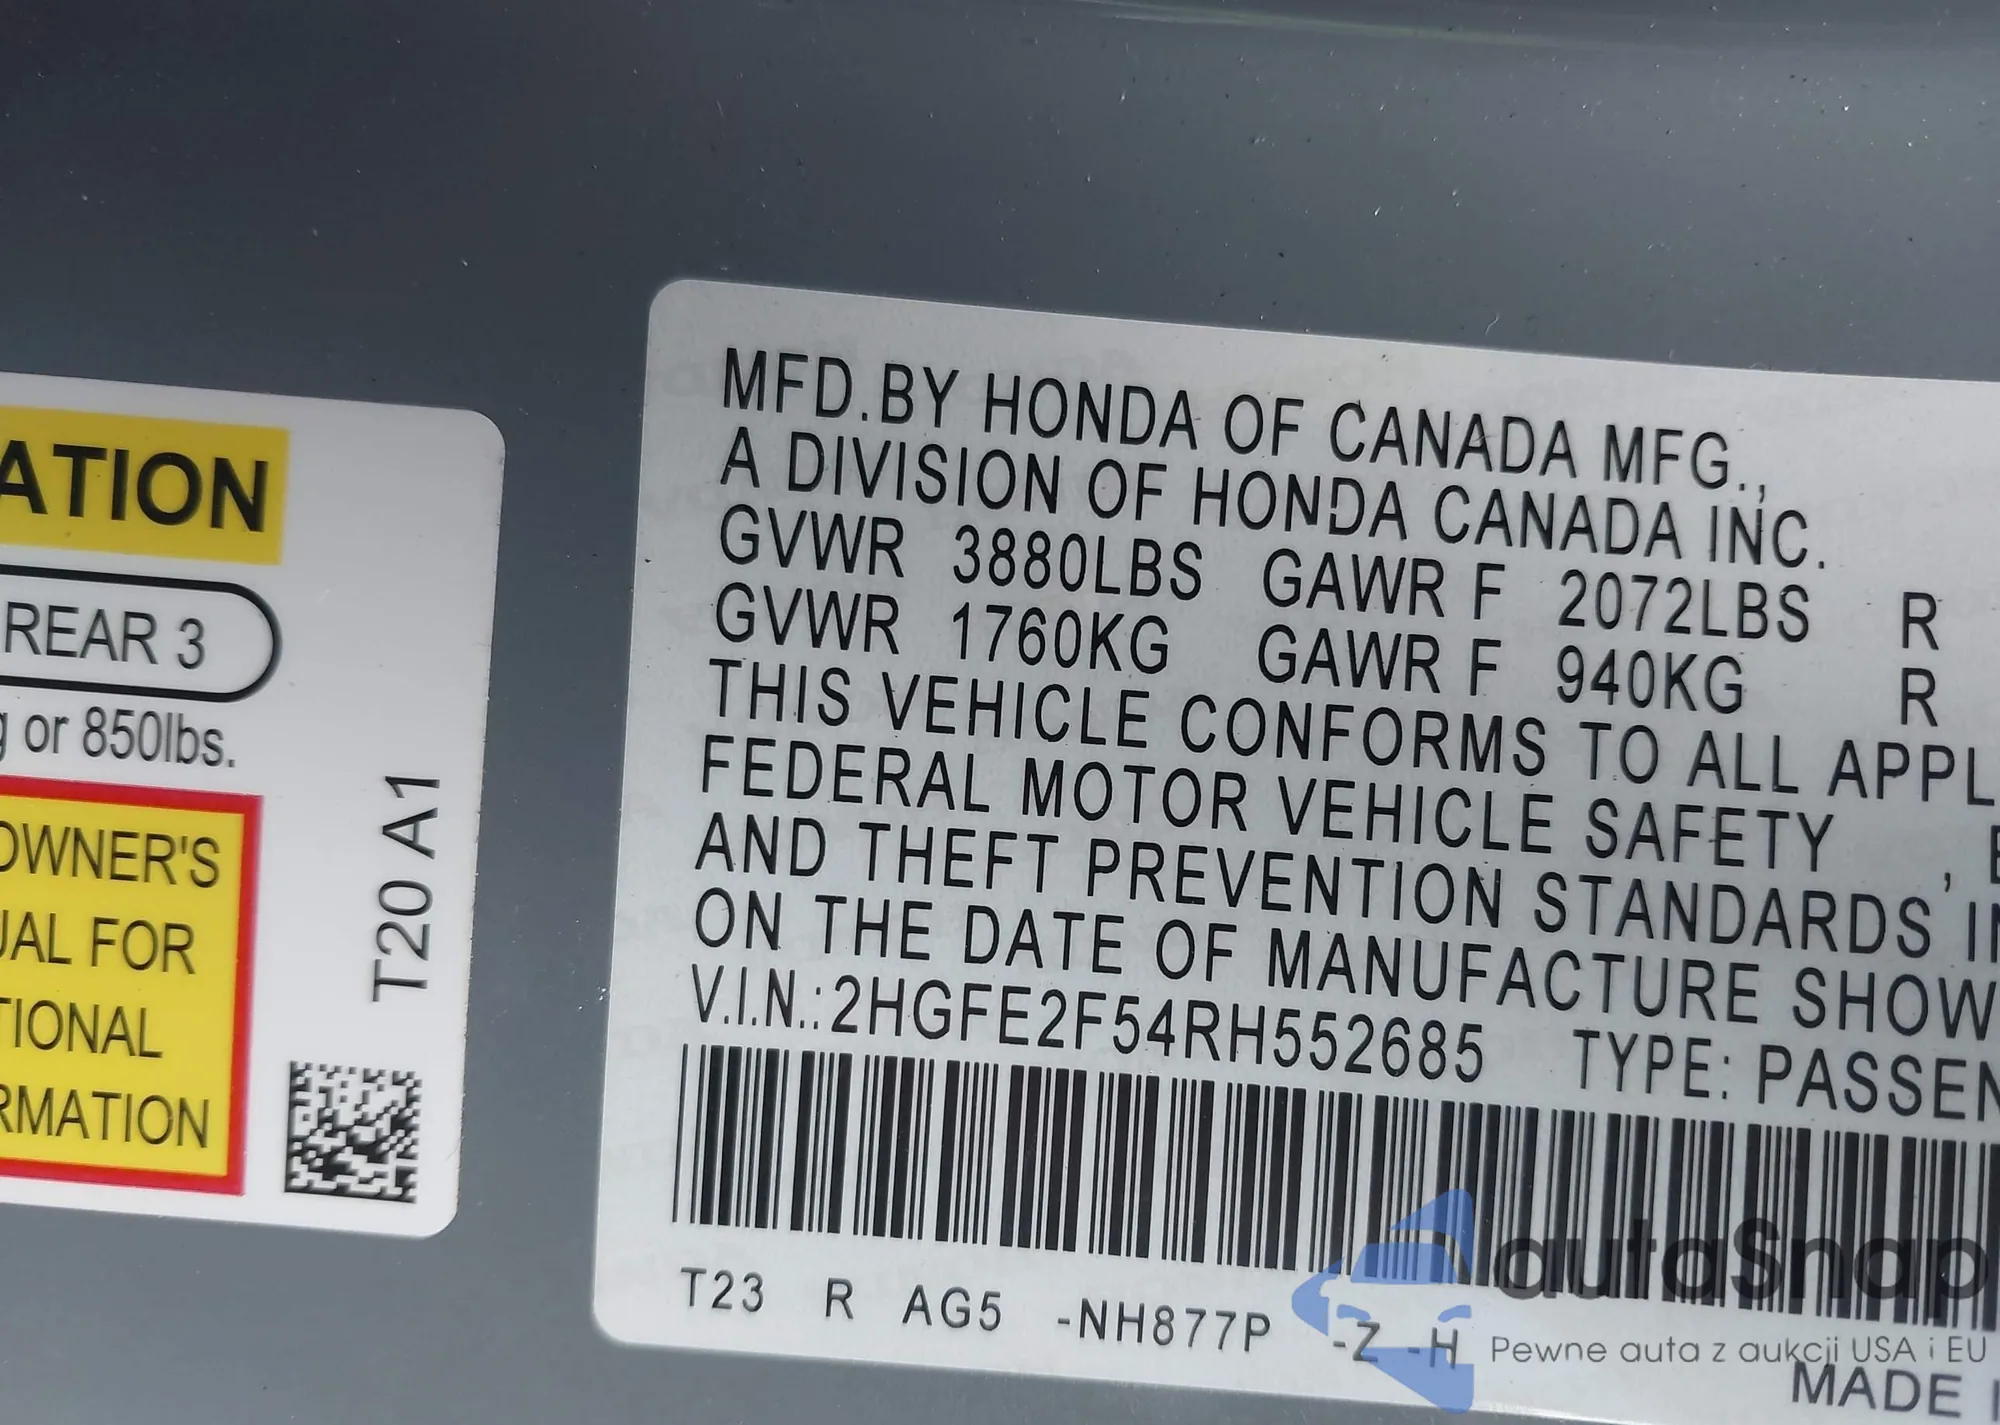 ATION
REAR 3
g or 850lbs.
OWNER'S
UAL FOR
TIONAL
RMATION
T20 A1
MFD.BY HONDA OF CANADA MFG.,
A DIVISION OF HONDA CANADA INC.
GVWR 3880LBS GAWR F 2072LBS R
GVWR 1760KG GAWR F 940KG R
THIS VEHICLE CONFORMS TO ALL APPL
FEDERAL MOTOR VEHICLE SAFETY , B
AND THEFT PREVENTION STANDARDS IN
ON THE DATE OF MANUFACTURE SHOW
V.I.N.:2HGFE2F54RH552685 TYPE: PASSEN
T23 R AG5 -NH877P -Z -H
MADE I
autaSnap
Pewne auta z aukcji USA i EU